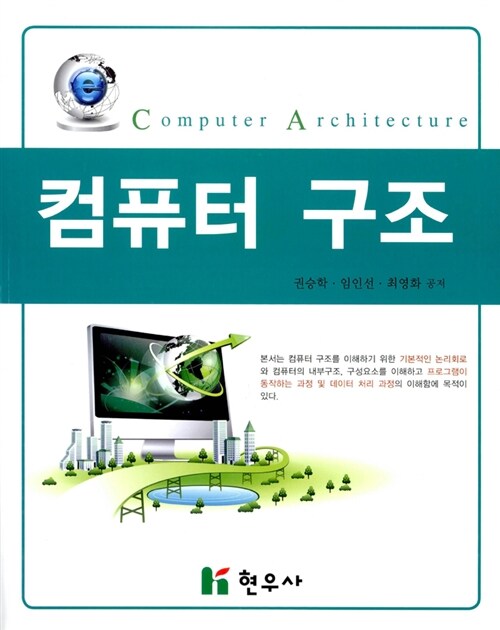 Computer Architecture
컴퓨터 구조
권승학 · 임인선 · 최영화 공저
본서는 컴퓨터 구조를 이해하기 위한 기본적인 논리회로
와 컴퓨터의 내부구조, 구성요소를 이해하고 프로그램이
동작하는 과정 및 데이터 처리 과정의 이해함에 목적이
있다.
현우사